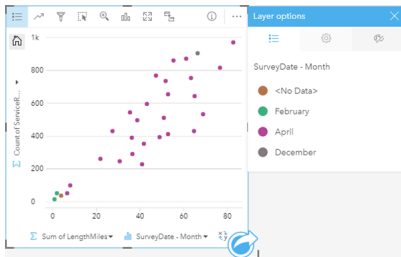 Layer options
SurveyDate - Month
<No Data>
February
April
December
1k
800
600
400
200
0
Count of ServiceR...
0
20
40
60
80
Sum of LengthMiles
SurveyDate - Month